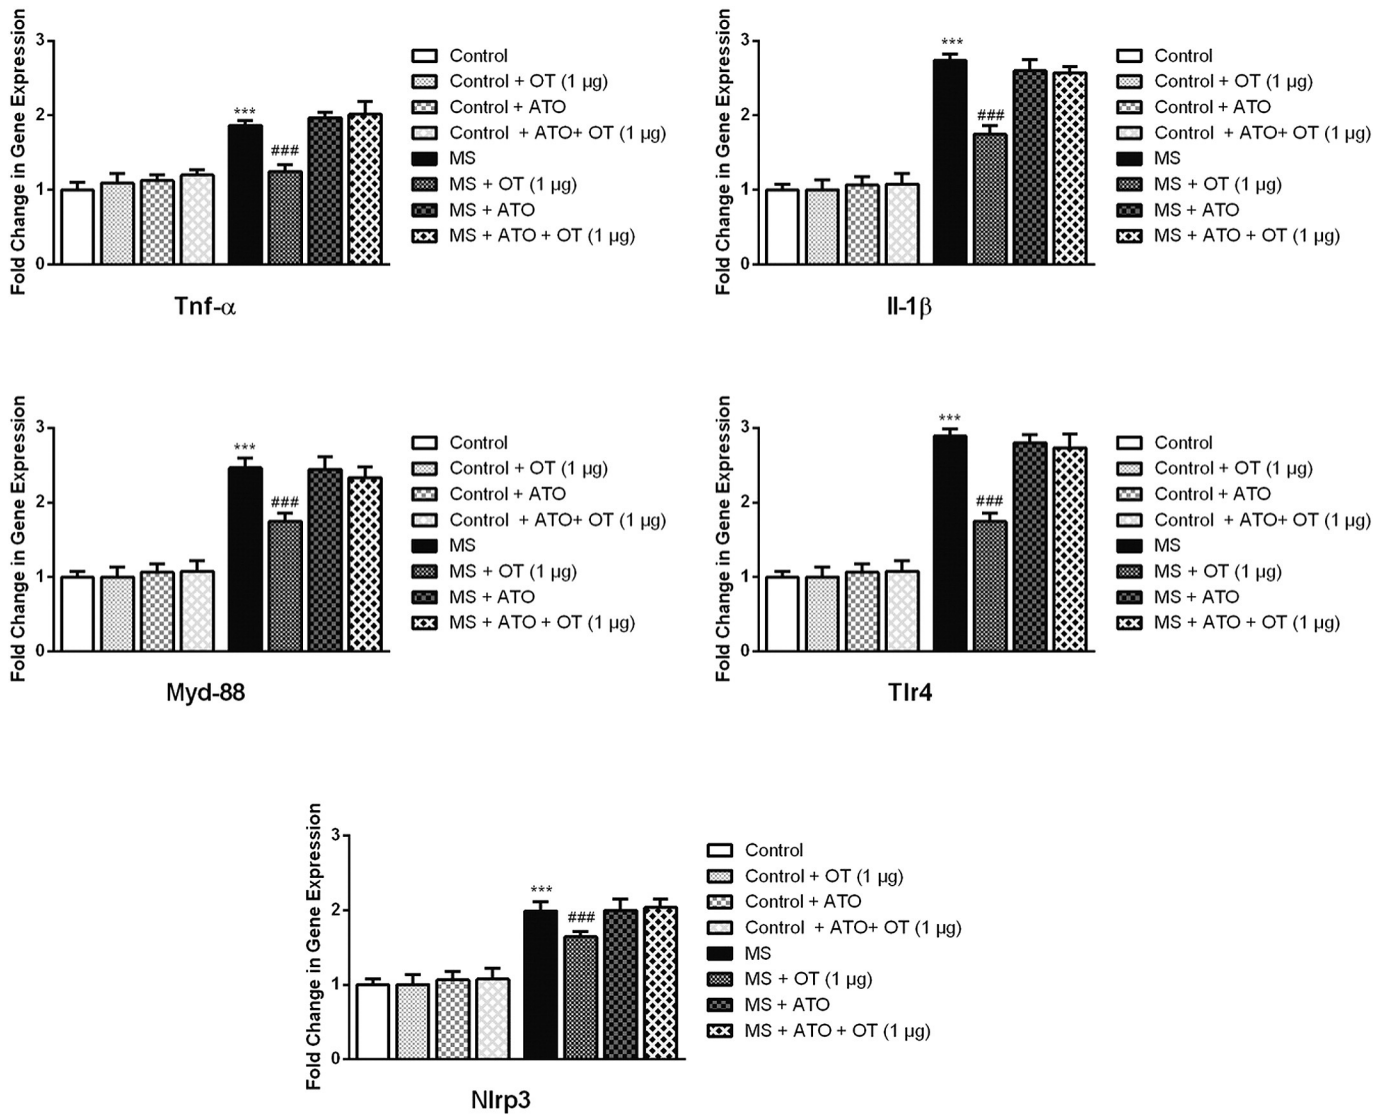 Fold Change in Gene Expression
3
2
1
0
***
###
Tnf-α
Control
Control + OT (1 µg)
Control + ATO
Control + ATO+ OT (1 µg)
MS
MS + OT (1 µg)
MS + ATO
MS + ATO + OT (1 µg)
Fold Change in Gene Expression
3
2
1
0
***
###
Il-1β
Control
Control + OT (1 µg)
Control + ATO
Control + ATO+ OT (1 µg)
MS
MS + OT (1 µg)
MS + ATO
MS + ATO + OT (1 µg)
Fold Change in Gene Expression
3
2
1
0
***
###
Myd-88
Control
Control + OT (1 µg)
Control + ATO
Control + ATO+ OT (1 µg)
MS
MS + OT (1 µg)
MS + ATO
MS + ATO + OT (1 µg)
Fold Change in Gene Expression
3
2
1
0
***
###
Tlr4
Control
Control + OT (1 µg)
Control + ATO
Control + ATO+ OT (1 µg)
MS
MS + OT (1 µg)
MS + ATO
MS + ATO + OT (1 µg)
Fold Change in Gene Expression
3
2
1
0
***
###
Nlrp3
Control
Control + OT (1 µg)
Control + ATO
Control + ATO+ OT (1 µg)
MS
MS + OT (1 µg)
MS + ATO
MS + ATO + OT (1 µg)